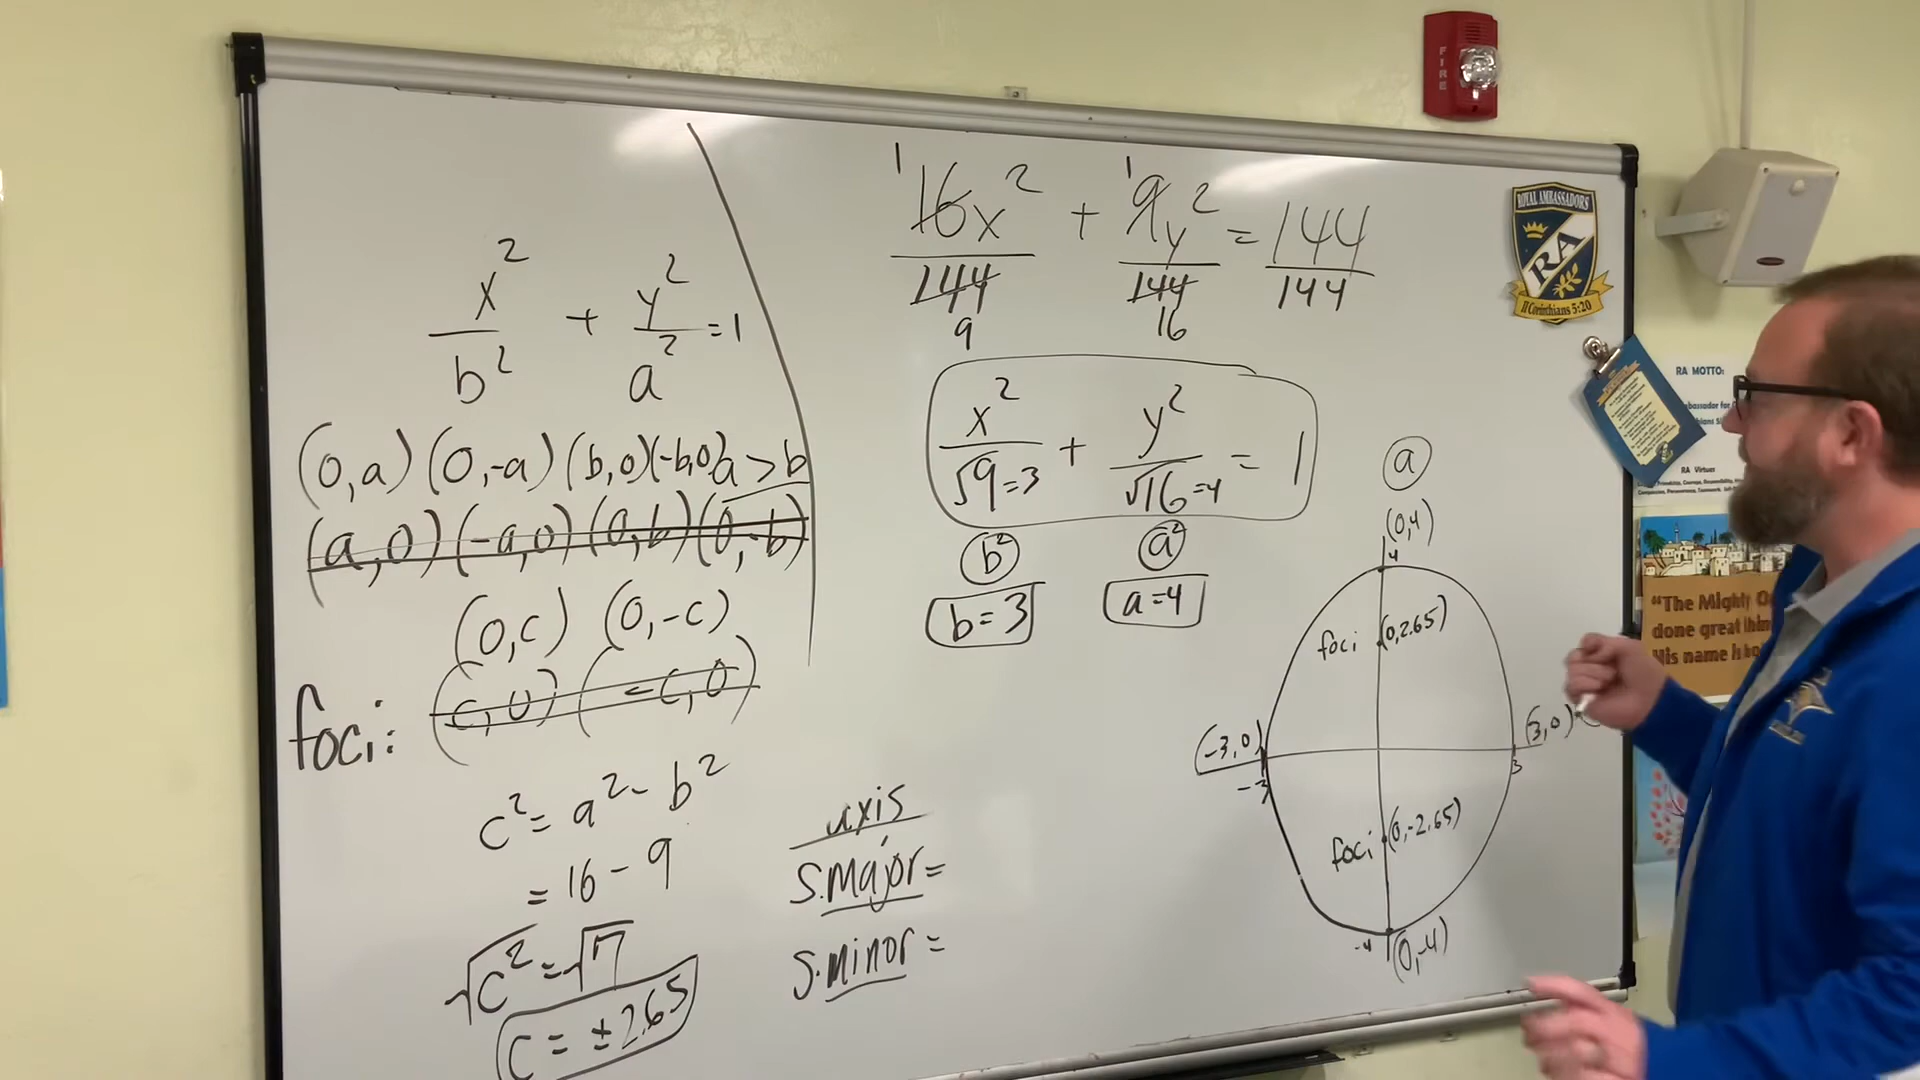 x² / b² + y² / a² = 1
(0,a) (0,-a) (b,0) (-b,0) a > b
(a,0) (-a,0) (0,b) (0,-b)
(0,c) (0,-c)
foci: (c,0) (-c,0)
c² = a² - b²
= 16 - 9
√c² = √7
c = ±2.65
axis
S.Major =
S.minor =
1 1
16x² / 144 + 9y² / 144 = 144 / 144
9 16
x² / √9=3 + y² / √16=4 = 1
b² a²
b=3 a=4
a
(0,4)
4
foci (0,2.65)
(-3,0) (3,0)
-3 3
foci (0,-2.65)
-4 (0,-4)
FIRE
ROYAL AMBASSADORS
RA
II Corinthians 5:20
RA MOTTO:
RA Virtues
"The Mighty
done great
His name is